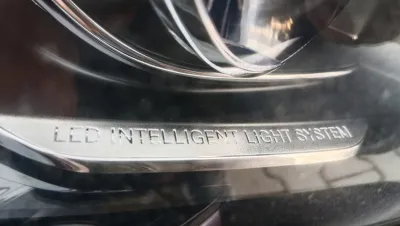 LED INTELLIGENT LIGHT SYSTEM